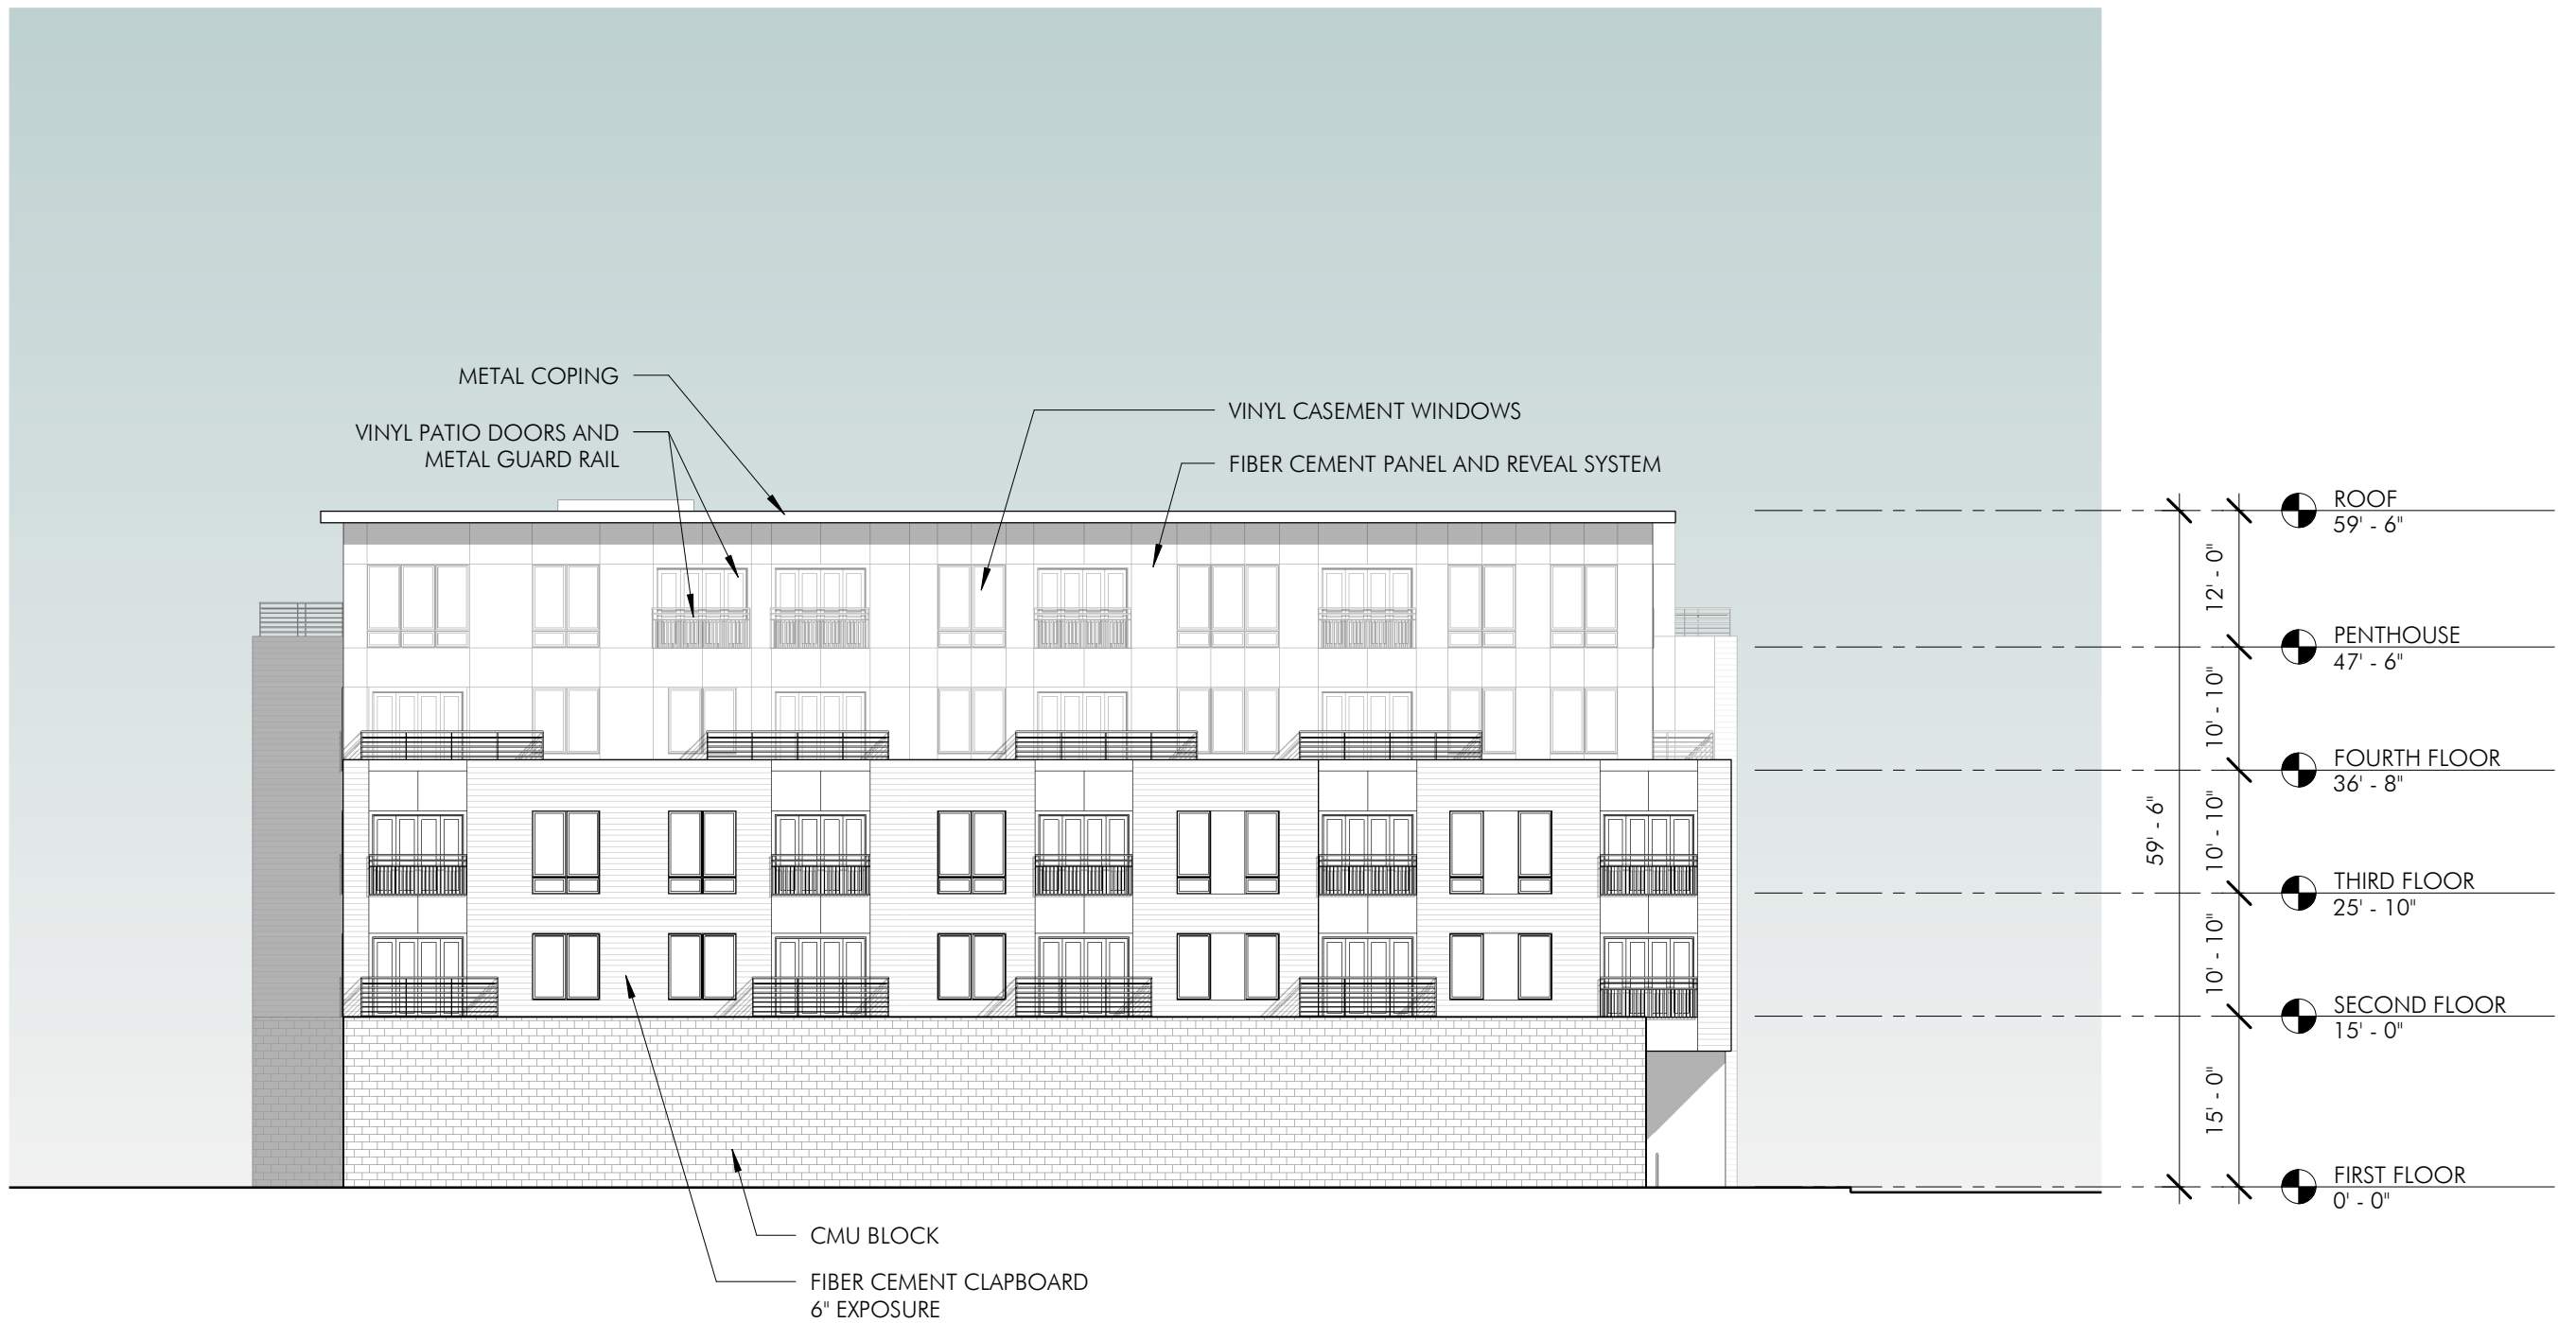 METAL COPING
VINYL PATIO DOORS AND
METAL GUARD RAIL
VINYL CASEMENT WINDOWS
FIBER CEMENT PANEL AND REVEAL SYSTEM
ROOF
59' - 6"
12' - 0"
PENTHOUSE
47' - 6"
10' - 10"
FOURTH FLOOR
36' - 8"
59' - 6"
10' - 10"
THIRD FLOOR
25' - 10"
10' - 10"
SECOND FLOOR
15' - 0"
15' - 0"
FIRST FLOOR
0' - 0"
CMU BLOCK
FIBER CEMENT CLAPBOARD
6" EXPOSURE